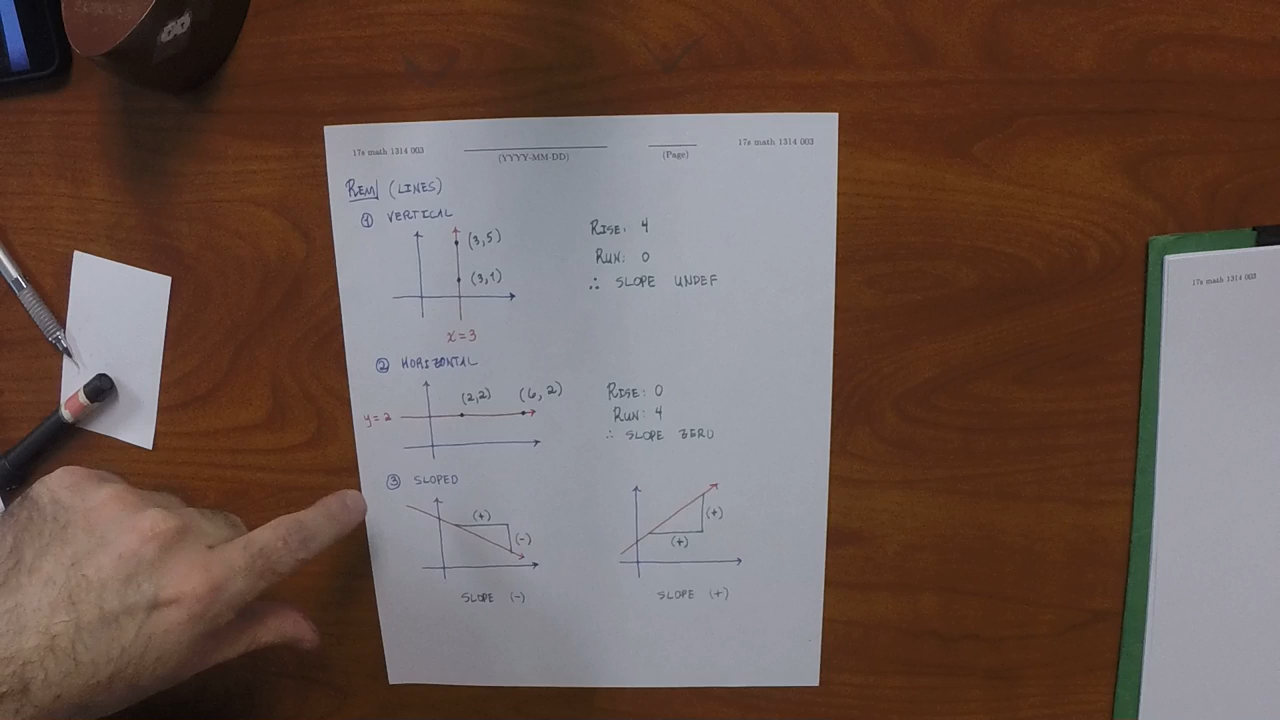 17s math 1314 003
(YYYY-MM-DD)
(Page)
17s math 1314 003
REM (LINES)
① VERTICAL
(3,5)
(3,1)
x=3
RISE: 4
RUN: 0
∴ SLOPE UNDEF
② HORIZONTAL
(2,2) (6,2)
y=2
RISE: 0
RUN: 4
∴ SLOPE ZERO
③ SLOPED
(+)
(-)
SLOPE (-)
(+)
(+)
SLOPE (+)
17s math 1314 003